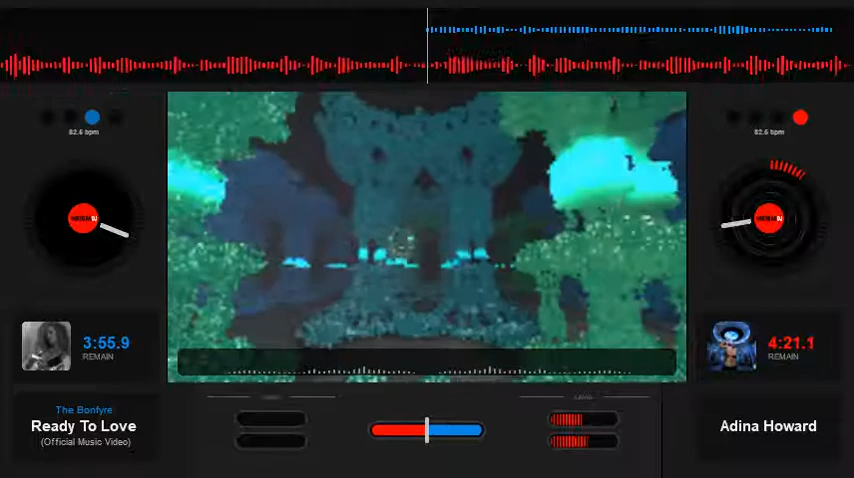 82.6 bpm
82.6 bpm
3:55.9
REMAIN
4:21.1
REMAIN
The Bonfyre
Ready To Love
(Official Music Video)
Adina Howard